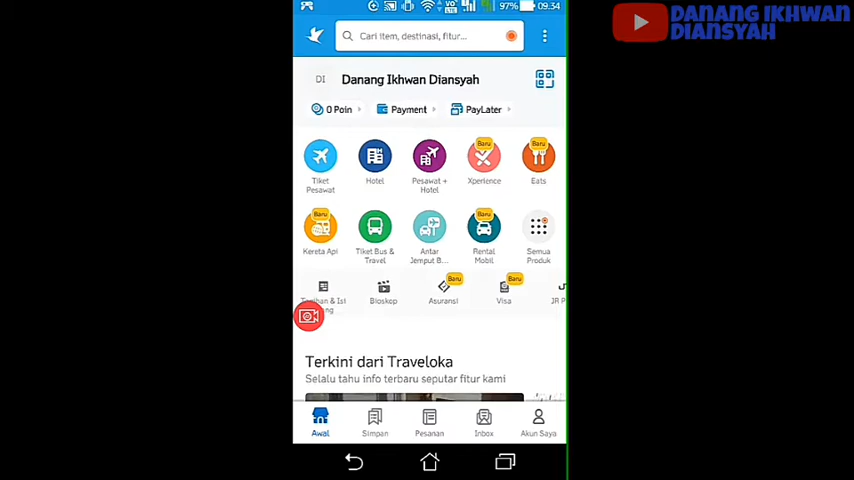 VO LTE 97% 09.34
DANANG IKHWAN
DIANSYAH
Cari item, destinasi, fitur...
DI Danang Ikhwan Diansyah
0 Poin Payment PayLater
Baru Baru
Tiket Pesawat
Hotel
Pesawat + Hotel
Xperience
Eats
Baru Baru
Kereta Api
Tiket Bus & Travel
Antar Jemput B...
Rental Mobil
Semua Produk
Baru Baru
Bioskop
Asuransi
Visa
JR P
Terkini dari Traveloka
Selalu tahu info terbaru seputar fitur kami
Awal Simpan Pesanan Inbox Akun Saya